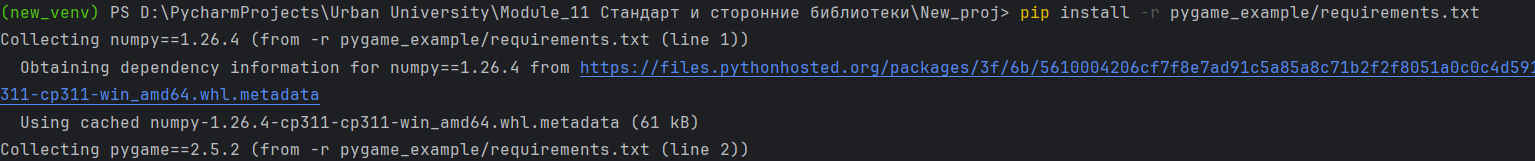 (new_venv) PS D:\PycharmProjects\Urban University\Module_11 Стандарт и сторонние библиотеки\New_proj> pip install -r pygame_example/requirements.txt
Collecting numpy==1.26.4 (from -r pygame_example/requirements.txt (line 1))
  Obtaining dependency information for numpy==1.26.4 from https://files.pythonhosted.org/packages/3f/6b/5610004206cf7f8e7ad91c5a85a8c71b2f2f8051a0c0c4d591
311-cp311-win_amd64.whl.metadata
  Using cached numpy-1.26.4-cp311-cp311-win_amd64.whl.metadata (61 kB)
Collecting pygame==2.5.2 (from -r pygame_example/requirements.txt (line 2))